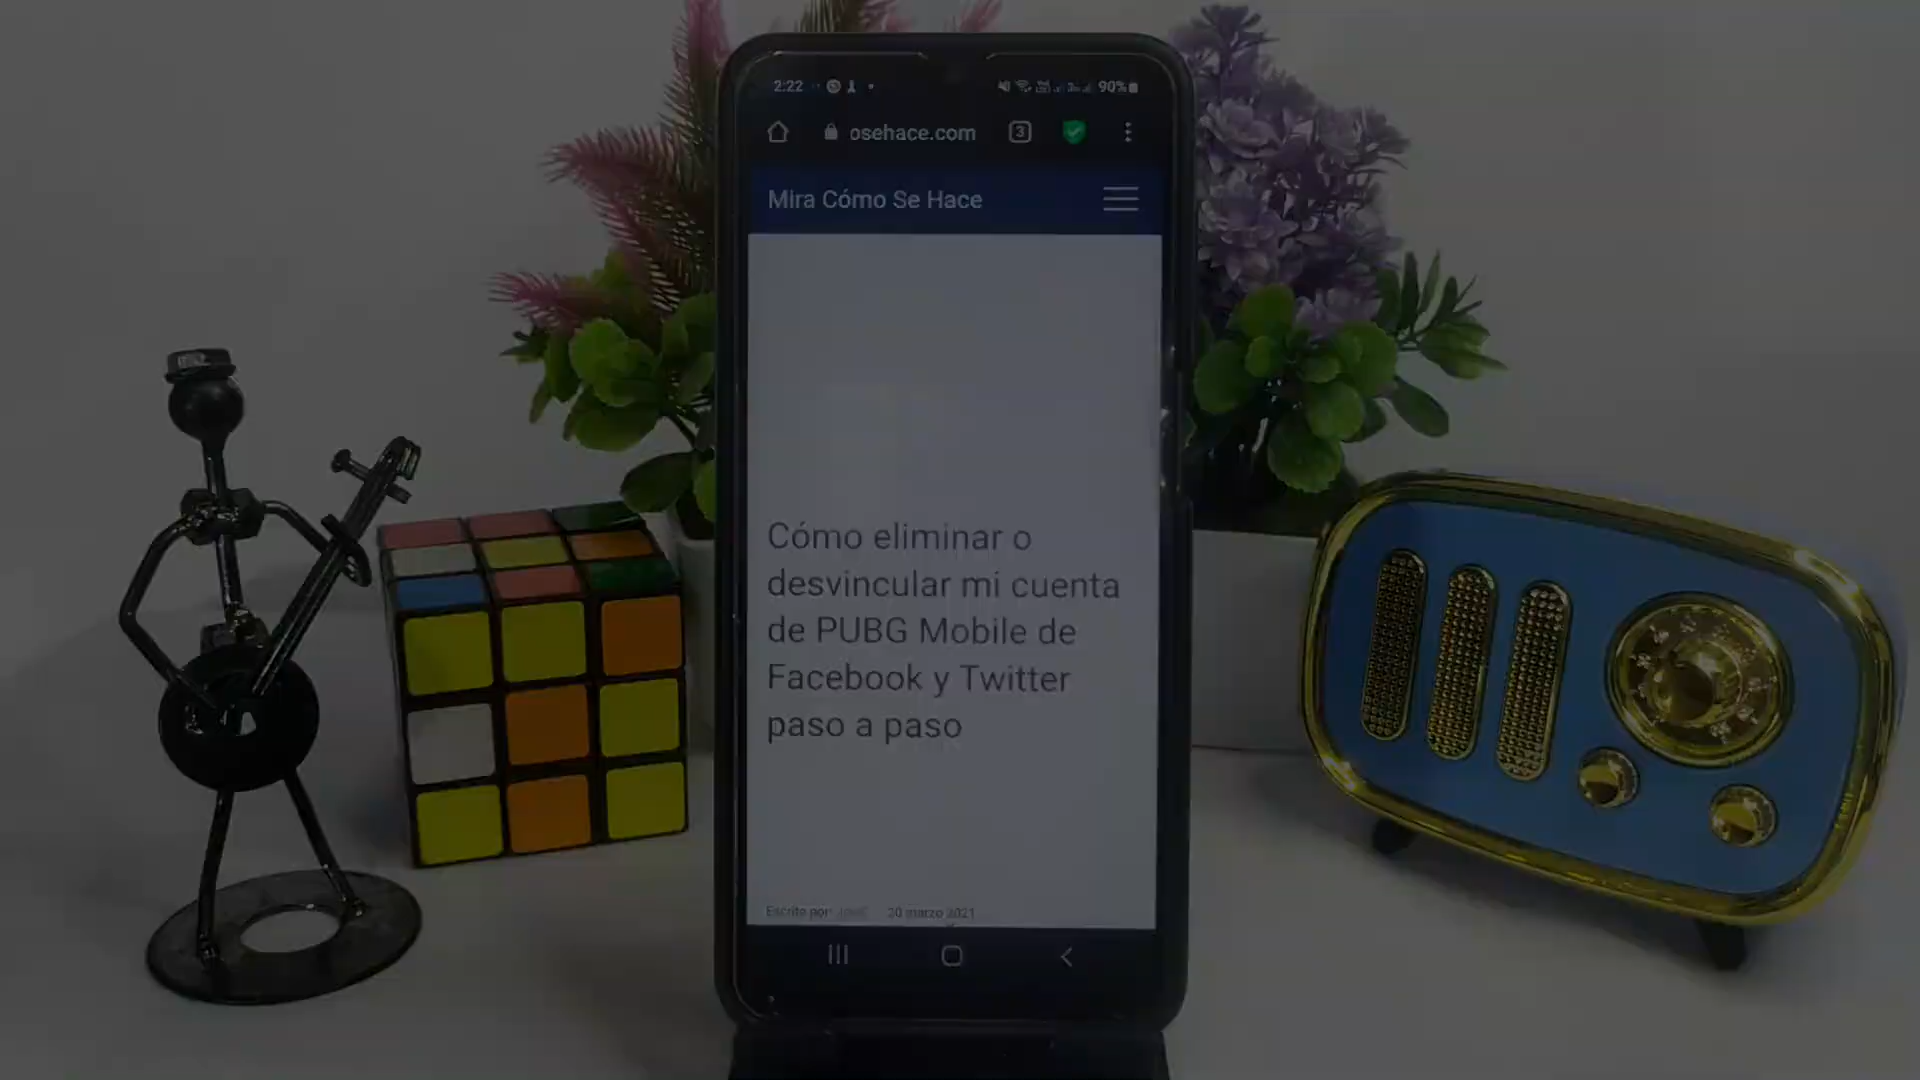 2:22
90%
osehace.com
3
Mira Cómo Se Hace
Cómo eliminar o
desvincular mi cuenta
de PUBG Mobile de
Facebook y Twitter
paso a paso
Escrito por: 20 marzo 2021